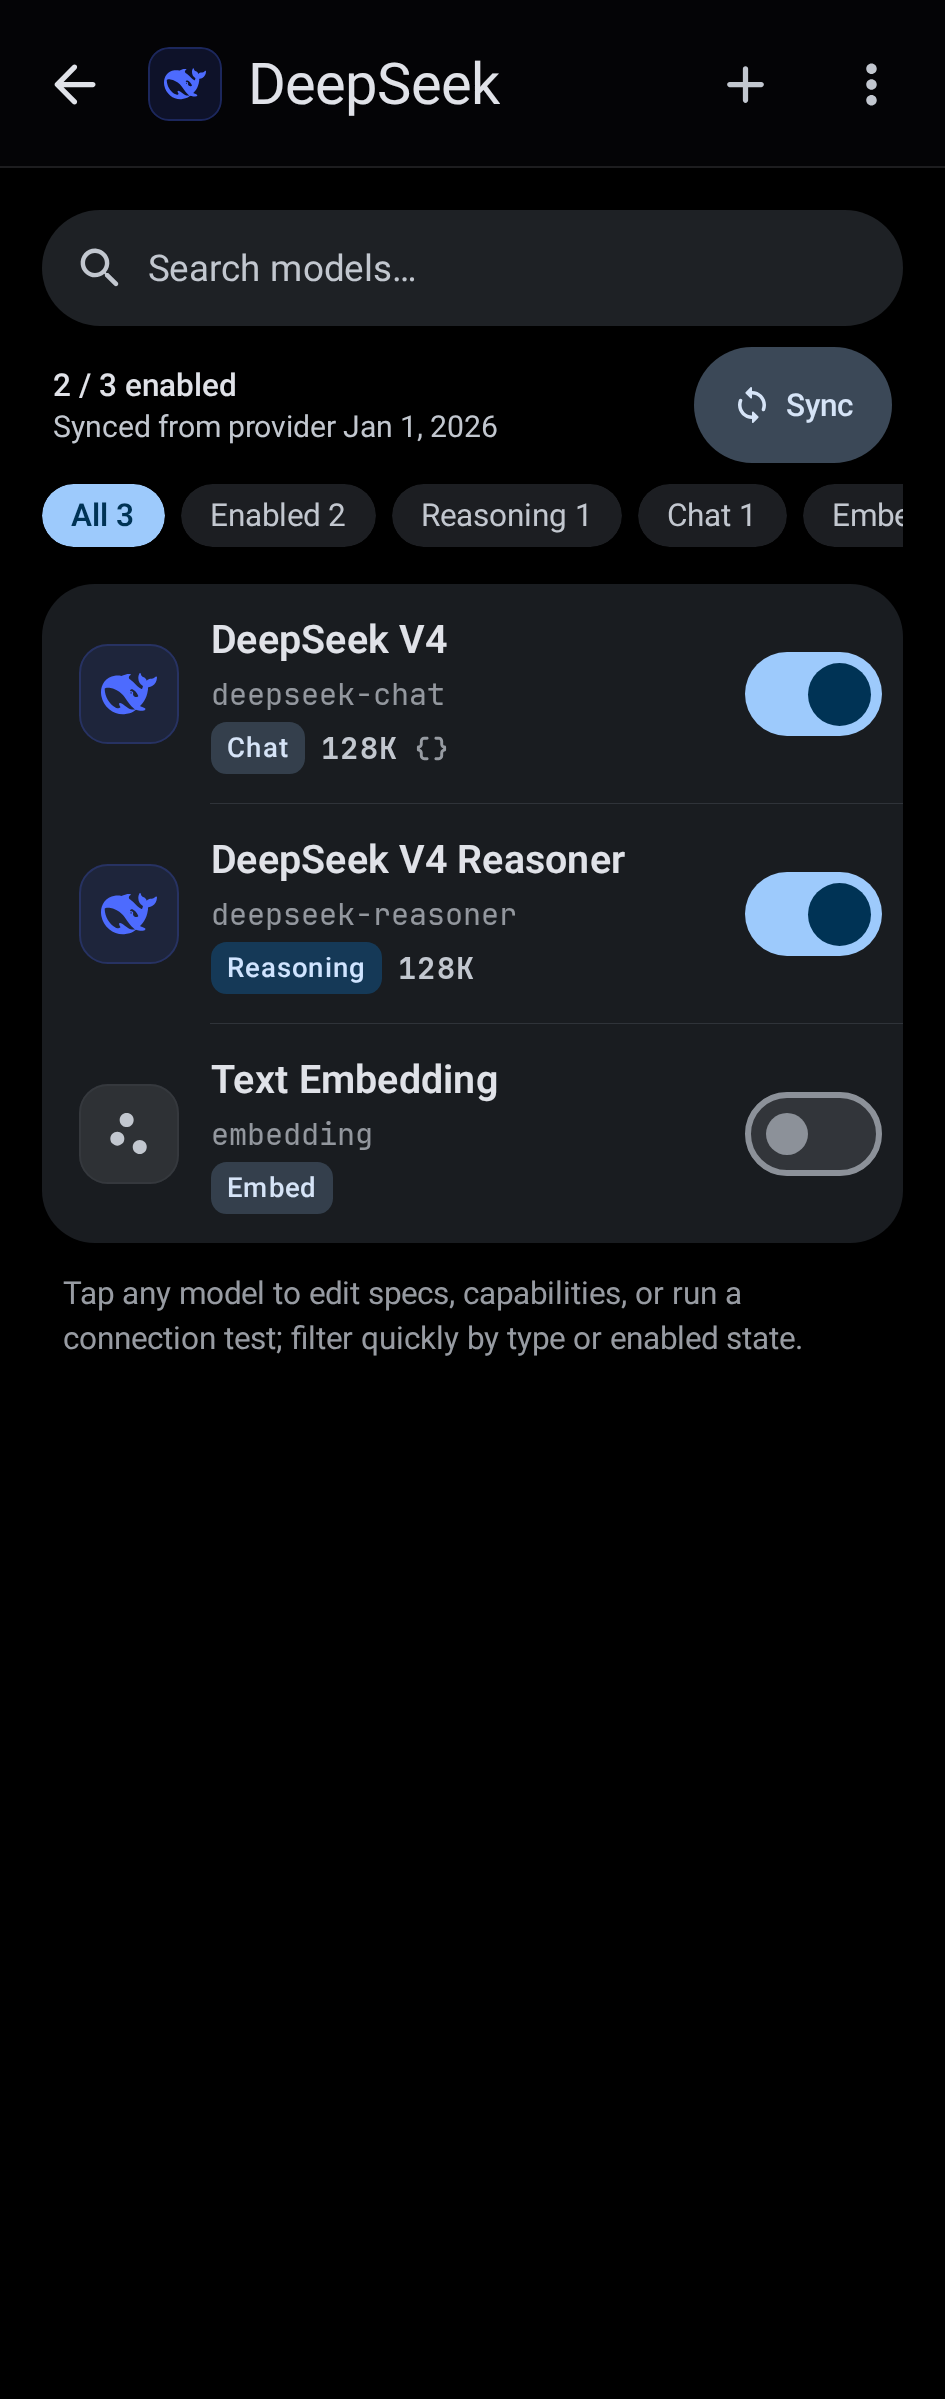 DeepSeek
Search models...
2 / 3 enabled
Synced from provider Jan 1, 2026
Sync
All 3
Enabled 2
Reasoning 1
Chat 1
Embe
DeepSeek V4
deepseek-chat
Chat 128K {}
DeepSeek V4 Reasoner
deepseek-reasoner
Reasoning 128K
Text Embedding
embedding
Embed
Tap any model to edit specs, capabilities, or run a
connection test; filter quickly by type or enabled state.